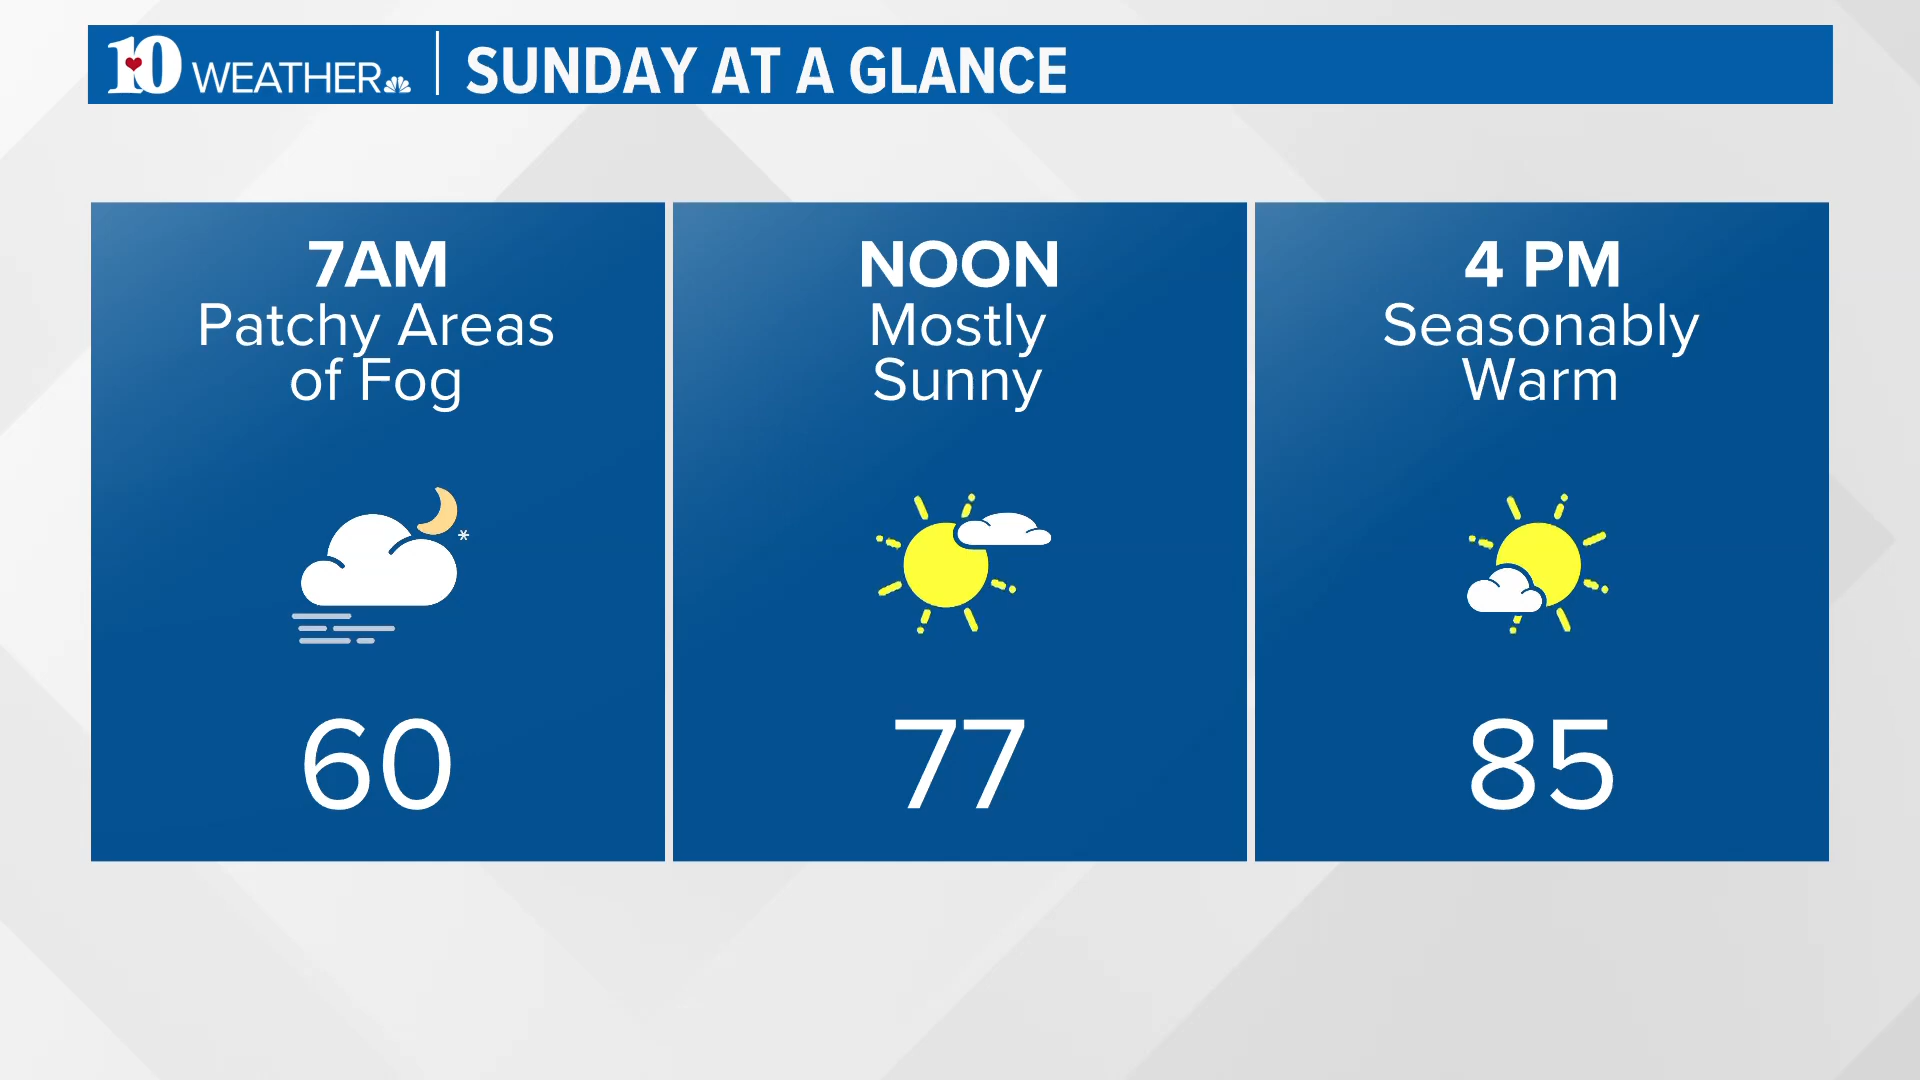 10 WEATHER SUNDAY AT A GLANCE
7AM
Patchy Areas
of Fog
60
NOON
Mostly
Sunny
77
4 PM
Seasonably
Warm
85